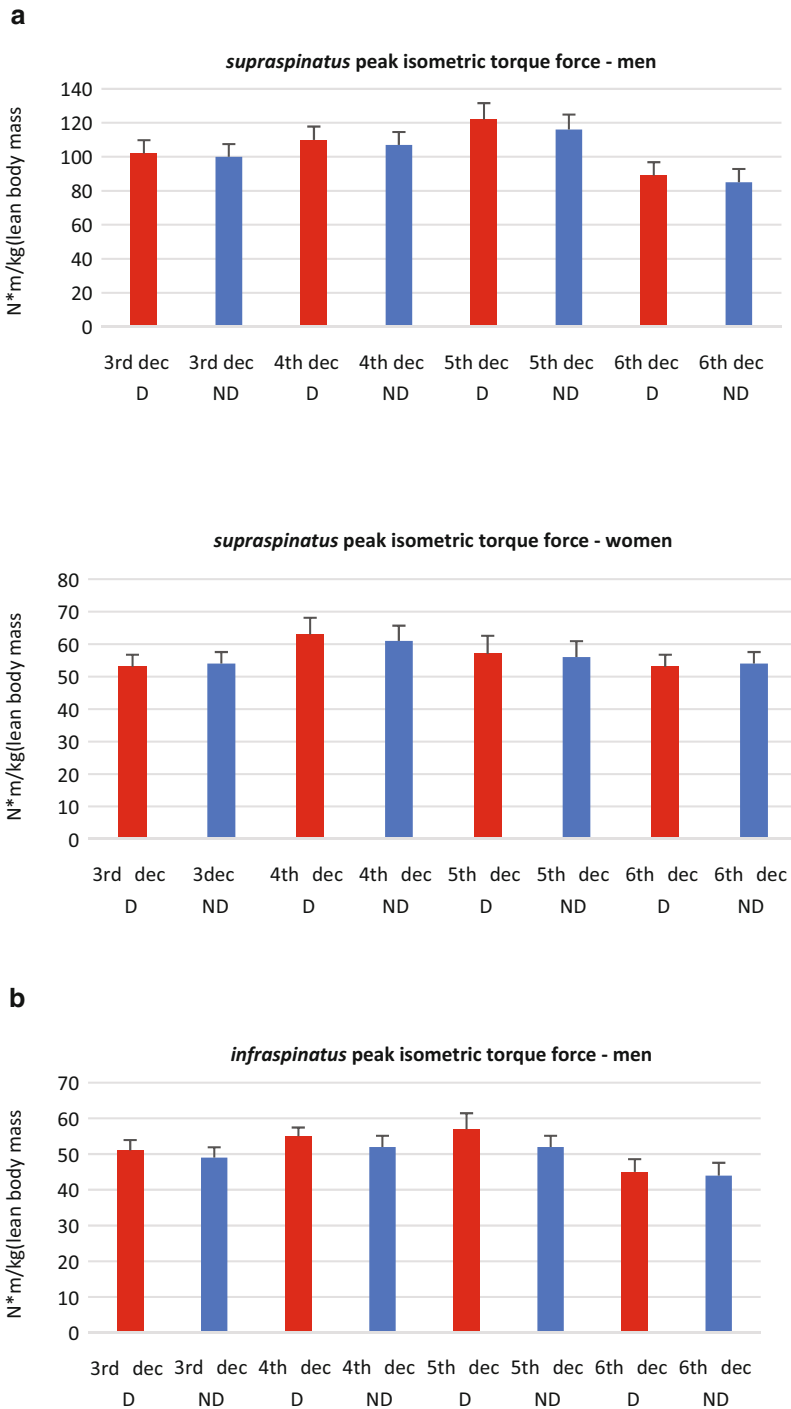 a
supraspinatus peak isometric torque force - men
N*m/kg(lean body mass
140
120
100
80
60
40
20
0
3rd dec 3rd dec 4th dec 4th dec 5th dec 5th dec 6th dec 6th dec
D ND D ND D ND D ND
supraspinatus peak isometric torque force - women
N*m/kg(lean body mass
80
70
60
50
40
30
20
10
0
3rd dec 3dec 4th dec 4th dec 5th dec 5th dec 6th dec 6th dec
D ND D ND D ND D ND
b
infraspinatus peak isometric torque force - men
N*m/kg(lean body mass
70
60
50
40
30
20
10
0
3rd dec 3rd dec 4th dec 4th dec 5th dec 5th dec 6th dec 6th dec
D ND D ND D ND D ND